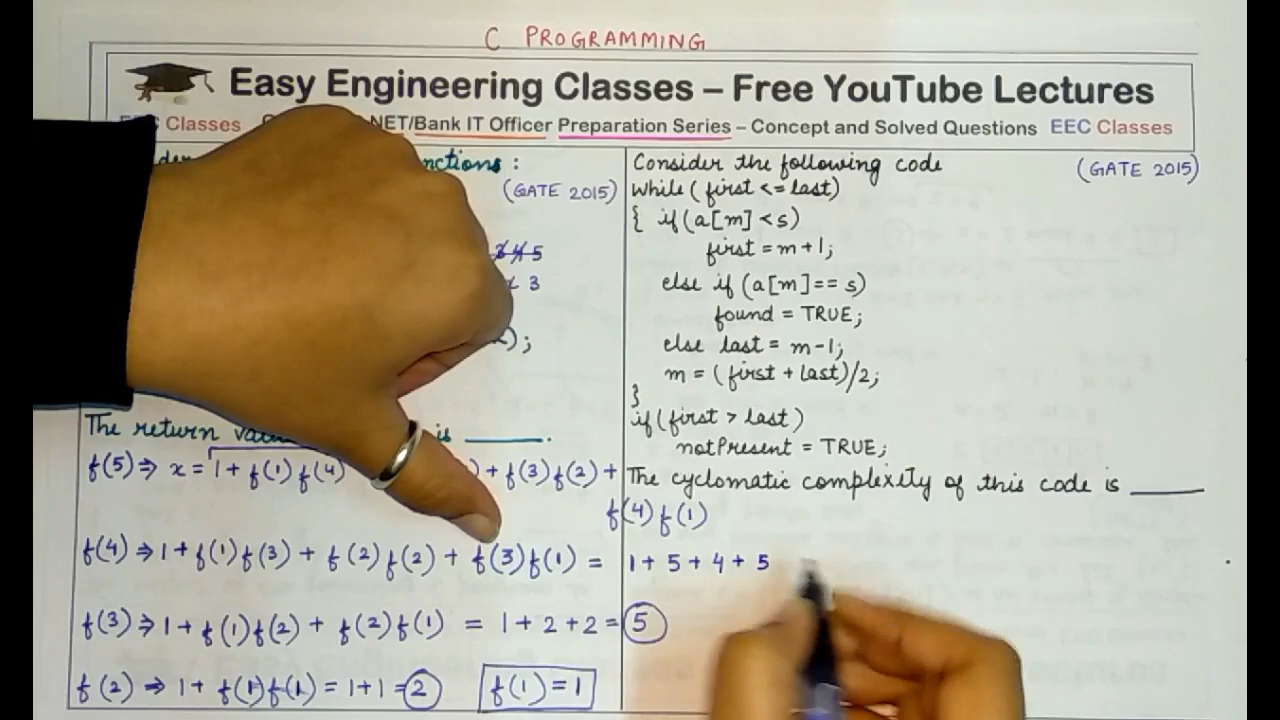 C PROGRAMMING
Easy Engineering Classes – Free YouTube Lectures
Classes NET/Bank IT Officer Preparation Series – Concept and Solved Questions EEC Classes
(GATE 2015)
5
3
);
The return is ______.
f(5) ⇒ x = 1 + f(1) f(4) + f(3)f(2) +
f(4) f(1)
f(4) ⇒ 1 + f(1)f(3) + f(2)f(2) + f(3)f(1) = 1 + 5 + 4 + 5
f(3) ⇒ 1 + f(1)f(2) + f(2)f(1) = 1 + 2 + 2 = 5
f(2) ⇒ 1 + f(1)f(1) = 1 + 1 = 2 f(1) = 1
Consider the following code (GATE 2015)
while (first <= last)
{ if (a[m] < s)
first = m+1;
else if (a[m] == s)
found = TRUE;
else last = m-1;
m = (first + last)/2;
}
if (first > last)
notPresent = TRUE;
The cyclomatic complexity of this code is ______